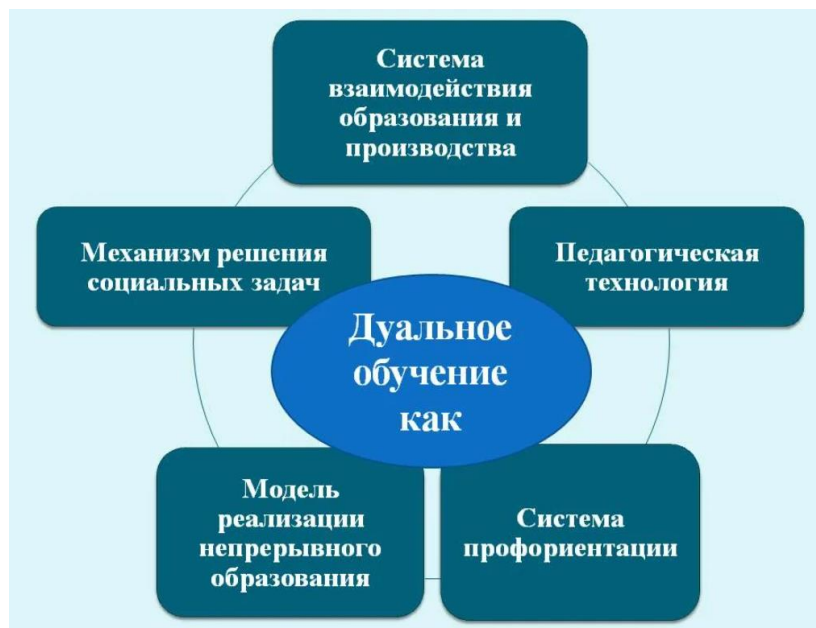 Система
взаимодействия
образования и
производства
Механизм решения
социальных задач
Педагогическая
технология
Дуальное
обучение
как
Модель
реализации
непрерывного
образования
Система
профориентации